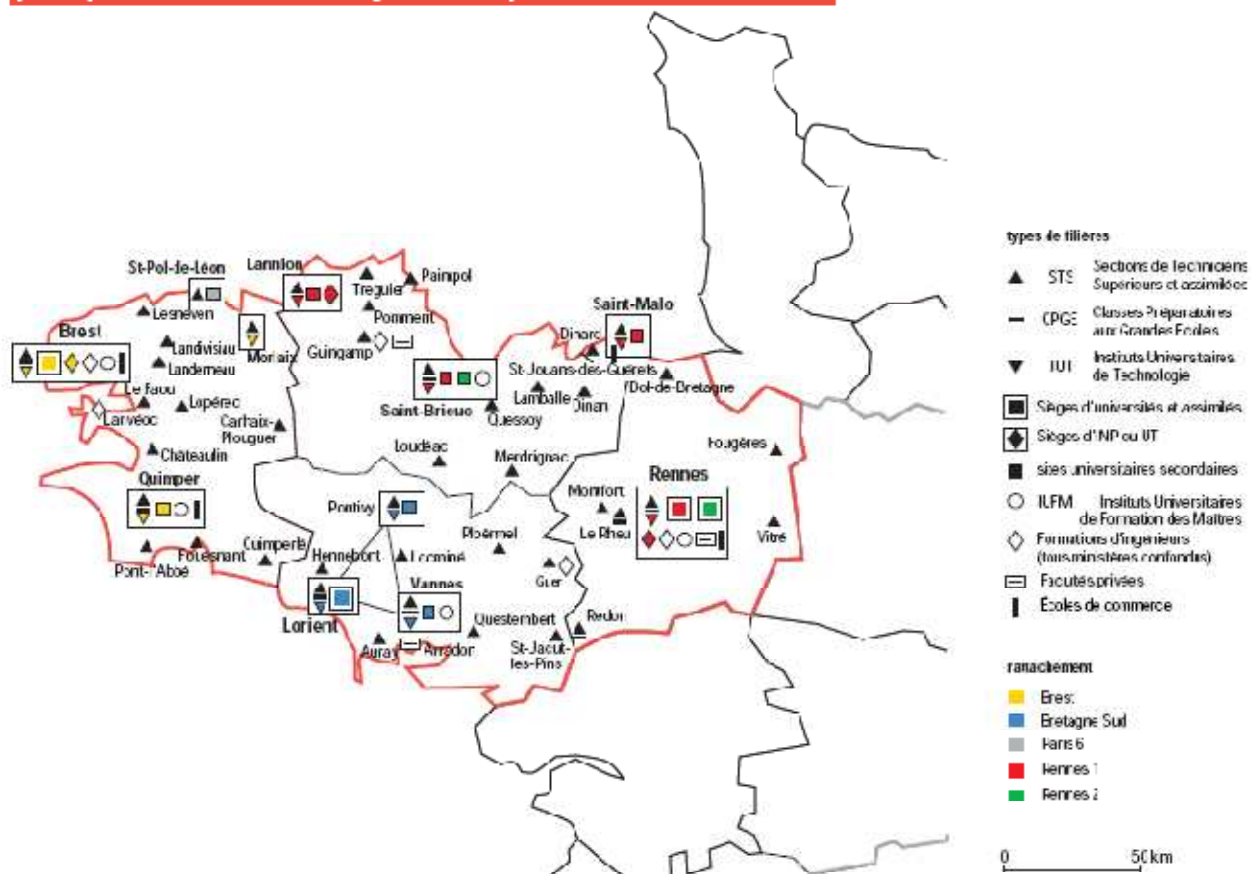 St-Pol-de-Léon
Lannion
Paimpol
Tréguier
Lesneven
Pomment
Saint-Malo
Brest
Morlaix
Dinard
Landivisiau
Guingamp
Landerneau
St-Jouans-des-Guérets
Dol-de-Bretagne
Le Faou
Lamballe
Dinan
Lopérec
Saint-Brieuc
Quessoy
Lanvéoc
Carhaix-
Plouguer
Fougères
Loudéac
Châteaulin
Merdrignac
Rennes
Quimper
Montfort
Pontivy
Ploërmel
Le Rheu
Vitré
Quimperlé
Fouesnant
Hennebont
Locminé
Pont-l'Abbé
Guer
Vannes
Lorient
Questembert
Redon
Auray
Arradon
St-Jacut-
les-Pins
types de filières
STS Sections de Techniciens
Supérieurs et assimilées
CPGE Classes Préparatoires
aux Grandes Ecoles
IUT Instituts Universitaires
de Technologie
Sièges d'universités et assimilés
Sièges d'INP ou UT
sites universitaires secondaires
IUFM Instituts Universitaires
de Formation des Maîtres
Formations d'ingénieurs
(tous ministères confondus)
Facultés privées
Écoles de commerce
rattachement
Brest
Bretagne Sud
Paris 6
Rennes 1
Rennes 2
0 50 km